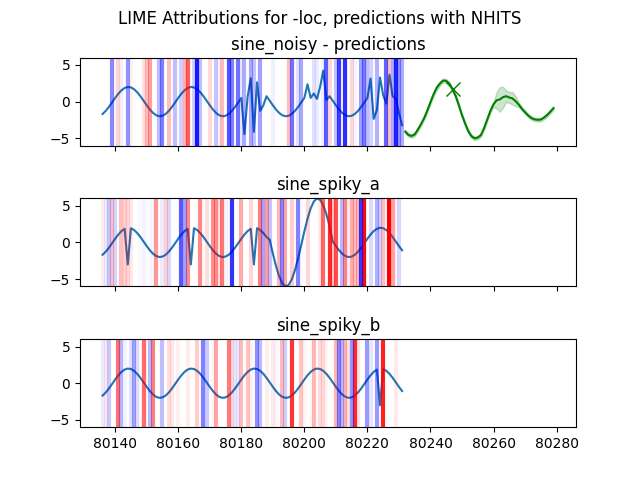 LIME Attributions for -loc, predictions with NHITS
sine_noisy - predictions
5
0
−5
sine_spiky_a
5
0
−5
sine_spiky_b
5
0
−5
80140 80160 80180 80200 80220 80240 80260 80280